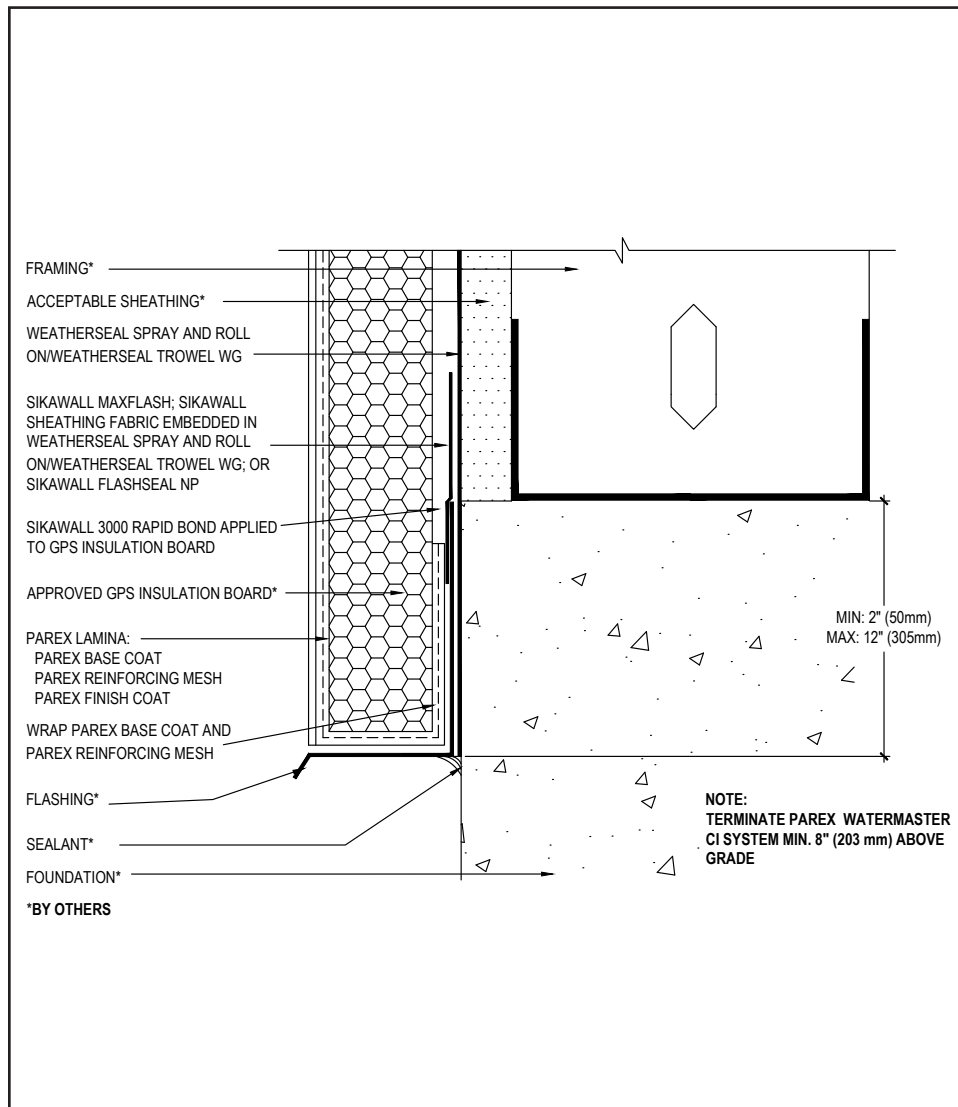 FRAMING*
ACCEPTABLE SHEATHING*
WEATHERSEAL SPRAY AND ROLL
ON/WEATHERSEAL TROWEL WG
SIKAWALL MAXFLASH; SIKAWALL
SHEATHING FABRIC EMBEDDED IN
WEATHERSEAL SPRAY AND ROLL
ON/WEATHERSEAL TROWEL WG; OR
SIKAWALL FLASHSEAL NP
SIKAWALL 3000 RAPID BOND APPLIED
TO GPS INSULATION BOARD
APPROVED GPS INSULATION BOARD*
PAREX LAMINA:
PAREX BASE COAT
PAREX REINFORCING MESH
PAREX FINISH COAT
WRAP PAREX BASE COAT AND
PAREX REINFORCING MESH
FLASHING*
SEALANT*
FOUNDATION*
*BY OTHERS
MIN: 2" (50mm)
MAX: 12" (305mm)
NOTE:
TERMINATE PAREX WATERMASTER
CI SYSTEM MIN. 8" (203 mm) ABOVE
GRADE